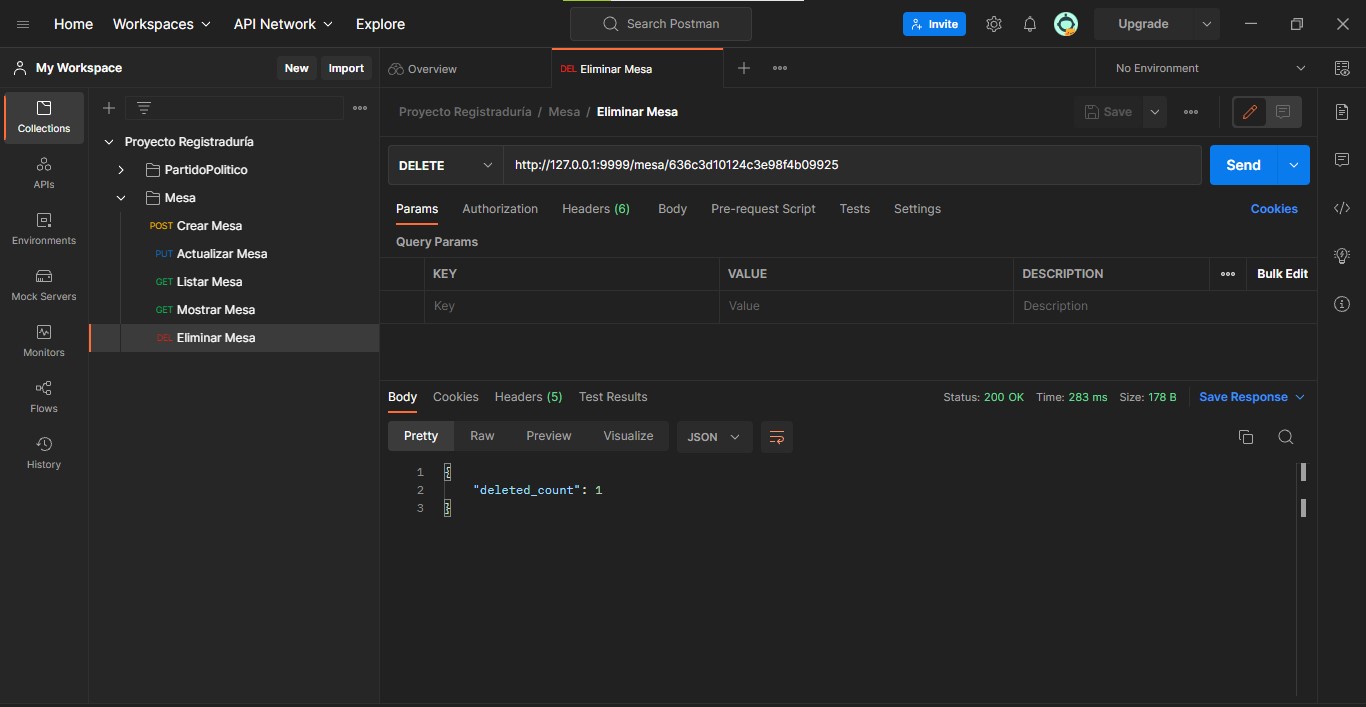 Home Workspaces API Network Explore Search Postman Invite Upgrade
My Workspace New Import Overview DEL Eliminar Mesa No Environment
Collections
APIs
Environments
Mock Servers
Monitors
Flows
History
Proyecto Registraduría
PartidoPolitico
Mesa
POST Crear Mesa
PUT Actualizar Mesa
GET Listar Mesa
GET Mostrar Mesa
DEL Eliminar Mesa
Proyecto Registraduría / Mesa / Eliminar Mesa Save
DELETE http://127.0.0.1:9999/mesa/636c3d10124c3e98f4b09925 Send
Params Authorization Headers (6) Body Pre-request Script Tests Settings Cookies
Query Params
KEY VALUE DESCRIPTION Bulk Edit
Key Value Description
Body Cookies Headers (5) Test Results Status: 200 OK Time: 283 ms Size: 178 B Save Response
Pretty Raw Preview Visualize JSON
1 {
2 "deleted_count": 1
3 }